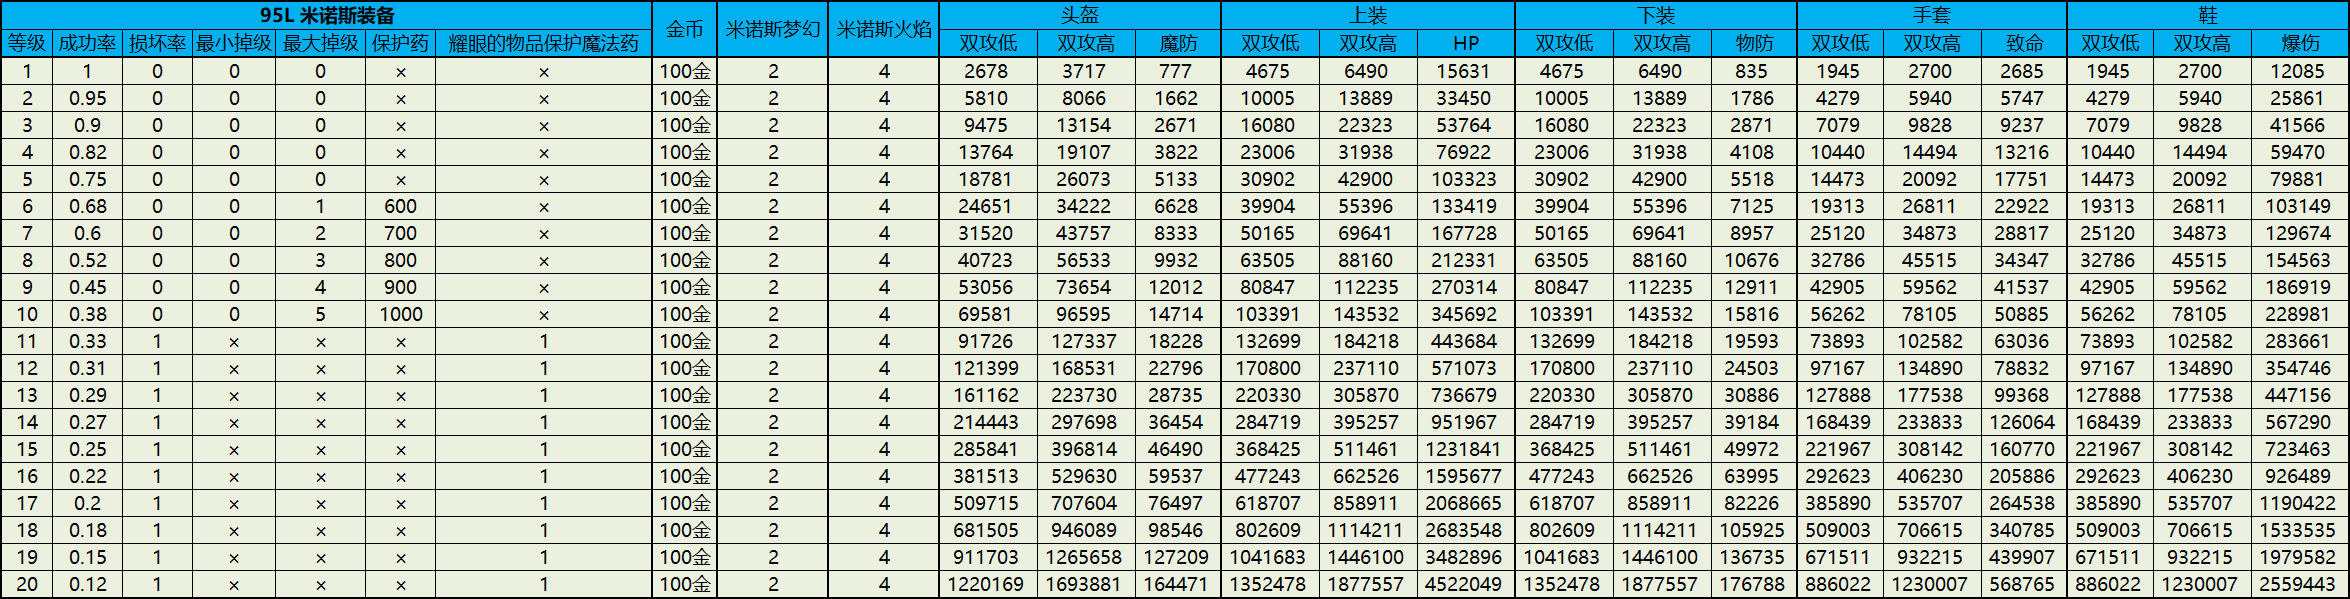 95L 米诺斯装备 金币 米诺斯梦幻 米诺斯火焰 头盔 上装 下装 手套 鞋
等级 成功率 损坏率 最小掉级 最大掉级 保护药 耀眼的物品保护魔法药 双攻低 双攻高 魔防 双攻低 双攻高 HP 双攻低 双攻高 物防 双攻低 双攻高 致命 双攻低 双攻高 爆伤
1 1 0 0 0 × × 100金 2 4 2678 3717 777 4675 6490 15631 4675 6490 835 1945 2700 2685 1945 2700 12085
2 0.95 0 0 0 × × 100金 2 4 5810 8066 1662 10005 13889 33450 10005 13889 1786 4279 5940 5747 4279 5940 25861
3 0.9 0 0 0 × × 100金 2 4 9475 13154 2671 16080 22323 53764 16080 22323 2871 7079 9828 9237 7079 9828 41566
4 0.82 0 0 0 × × 100金 2 4 13764 19107 3822 23006 31938 76922 23006 31938 4108 10440 14494 13216 10440 14494 59470
5 0.75 0 0 0 × × 100金 2 4 18781 26073 5133 30902 42900 103323 30902 42900 5518 14473 20092 17751 14473 20092 79881
6 0.68 0 0 1 600 × 100金 2 4 24651 34222 6628 39904 55396 133419 39904 55396 7125 19313 26811 22922 19313 26811 103149
7 0.6 0 0 2 700 × 100金 2 4 31520 43757 8333 50165 69641 167728 50165 69641 8957 25120 34873 28817 25120 34873 129674
8 0.52 0 0 3 800 × 100金 2 4 40723 56533 9932 63505 88160 212331 63505 88160 10676 32786 45515 34347 32786 45515 154563
9 0.45 0 0 4 900 × 100金 2 4 53056 73654 12012 80847 112235 270314 80847 112235 12911 42905 59562 41537 42905 59562 186919
10 0.38 0 0 5 1000 × 100金 2 4 69581 96595 14714 103391 143532 345692 103391 143532 15816 56262 78105 50885 56262 78105 228981
11 0.33 1 × × × 1 100金 2 4 91726 127337 18228 132699 184218 443684 132699 184218 19593 73893 102582 63036 73893 102582 283661
12 0.31 1 × × × 1 100金 2 4 121399 168531 22796 170800 237110 571073 170800 237110 24503 97167 134890 78832 97167 134890 354746
13 0.29 1 × × × 1 100金 2 4 161162 223730 28735 220330 305870 736679 220330 305870 30886 127888 177538 99368 127888 177538 447156
14 0.27 1 × × × 1 100金 2 4 214443 297698 36454 284719 395257 951967 284719 395257 39184 168439 233833 126064 168439 233833 567290
15 0.25 1 × × × 1 100金 2 4 285841 396814 46490 368425 511461 1231841 368425 511461 49972 221967 308142 160770 221967 308142 723463
16 0.22 1 × × × 1 100金 2 4 381513 529630 59537 477243 662526 1595677 477243 662526 63995 292623 406230 205886 292623 406230 926489
17 0.2 1 × × × 1 100金 2 4 509715 707604 76497 618707 858911 2068665 618707 858911 82226 385890 535707 264538 385890 535707 1190422
18 0.18 1 × × × 1 100金 2 4 681505 946089 98546 802609 1114211 2683548 802609 1114211 105925 509003 706615 340785 509003 706615 1533535
19 0.15 1 × × × 1 100金 2 4 911703 1265658 127209 1041683 1446100 3482896 1041683 1446100 136735 671511 932215 439907 671511 932215 1979582
20 0.12 1 × × × 1 100金 2 4 1220169 1693881 164471 1352478 1877557 4522049 1352478 1877557 176788 886022 1230007 568765 886022 1230007 2559443